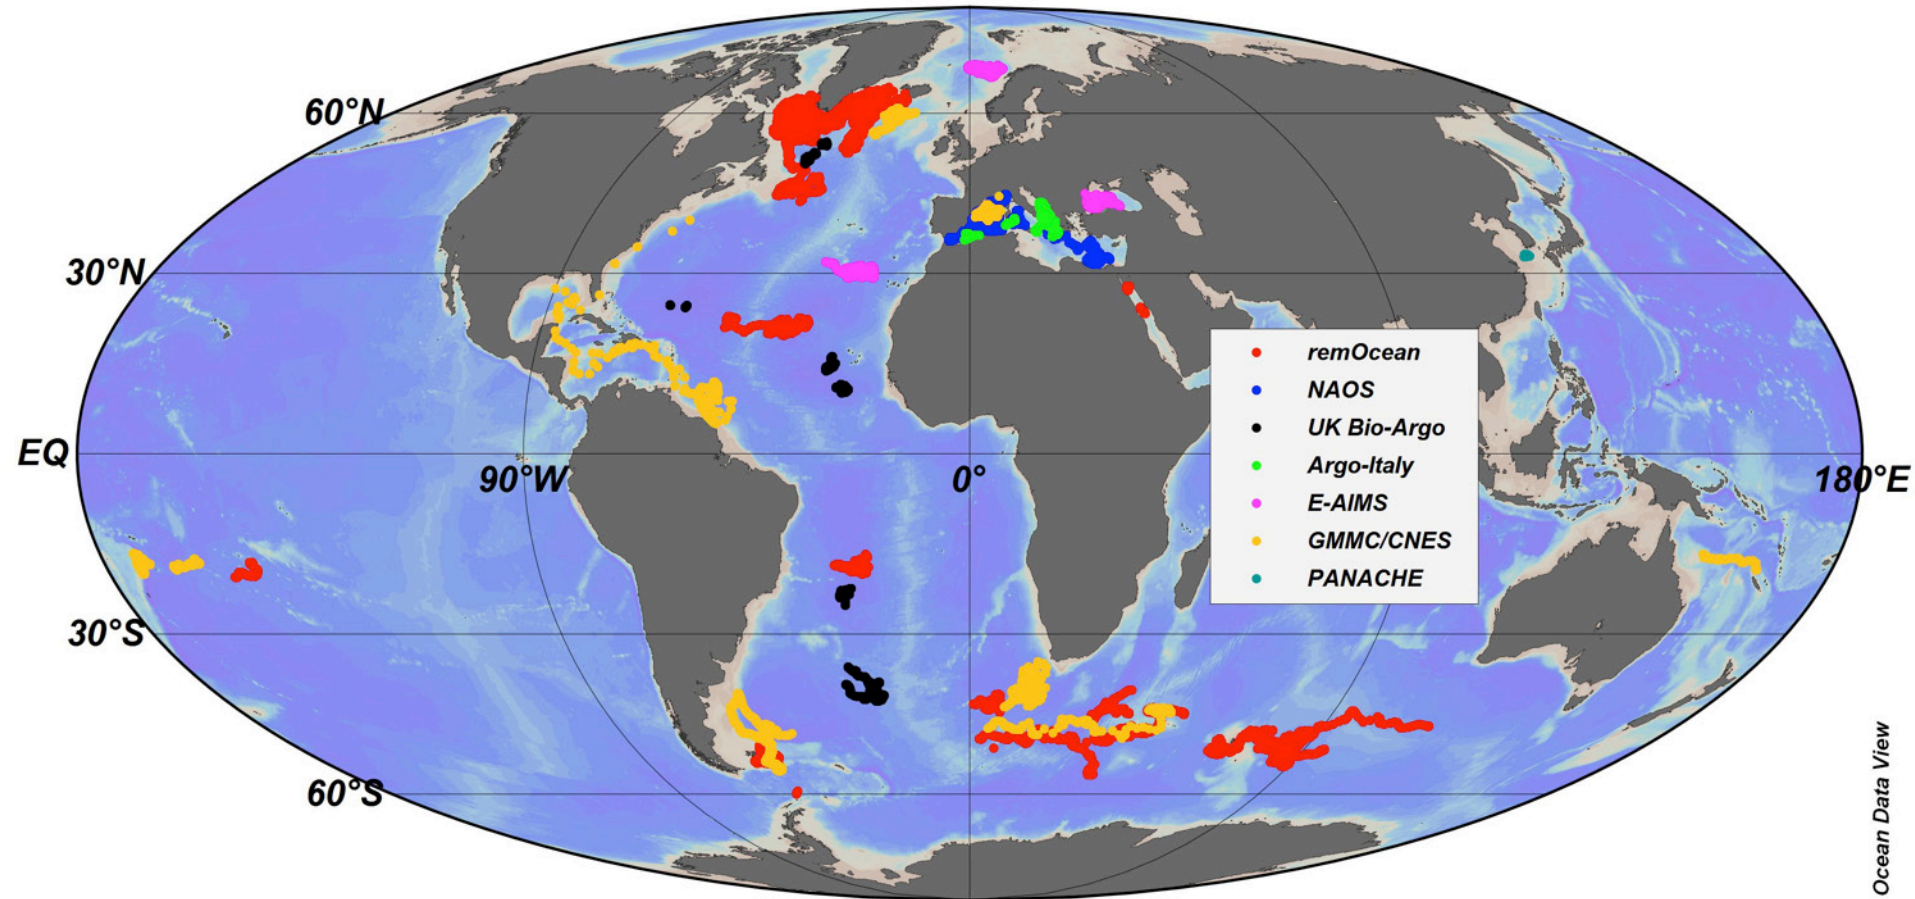 60°N
30°N
remOcean
NAOS
UK Bio-Argo
EQ
90°W
0°
Argo-Italy
180°E
E-AIMS
GMMC/CNES
PANACHE
30°S
60°S
Ocean Data View